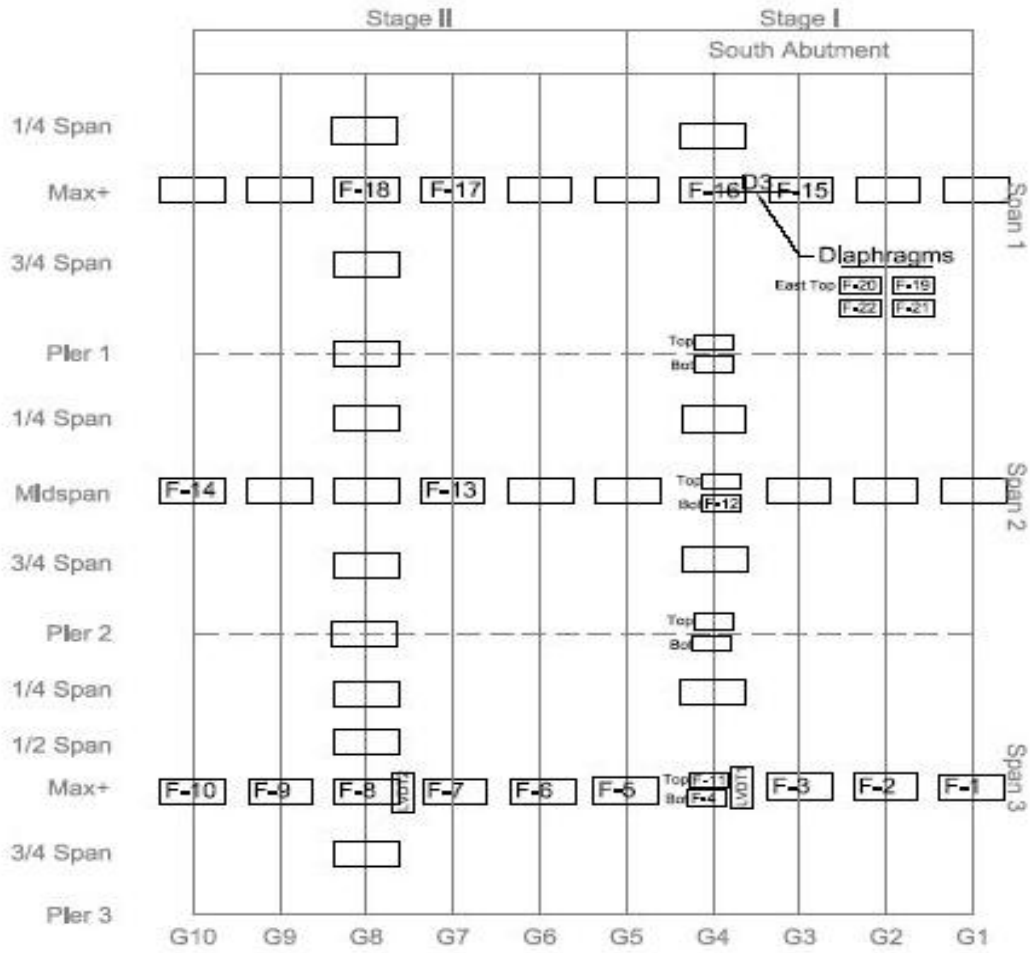 Stage II Stage I
South Abutment
1/4 Span
Max+ F-18 F-17 F-16 D3 F-15
Span 1
3/4 Span Diaphragms
East Top F-20 F-19
F-22 F-21
Pier 1 Top
Bot
1/4 Span
Midspan F-14 F-13 Top
Bot F-12
Span 2
3/4 Span
Pier 2 Top
Bot
1/4 Span
1/2 Span
Span 3
Max+ F-10 F-9 F-8 F-7 F-6 F-5 Top F-11 F-3 F-2 F-1
Bot F-4
3/4 Span
Pier 3
G10 G9 G8 G7 G6 G5 G4 G3 G2 G1